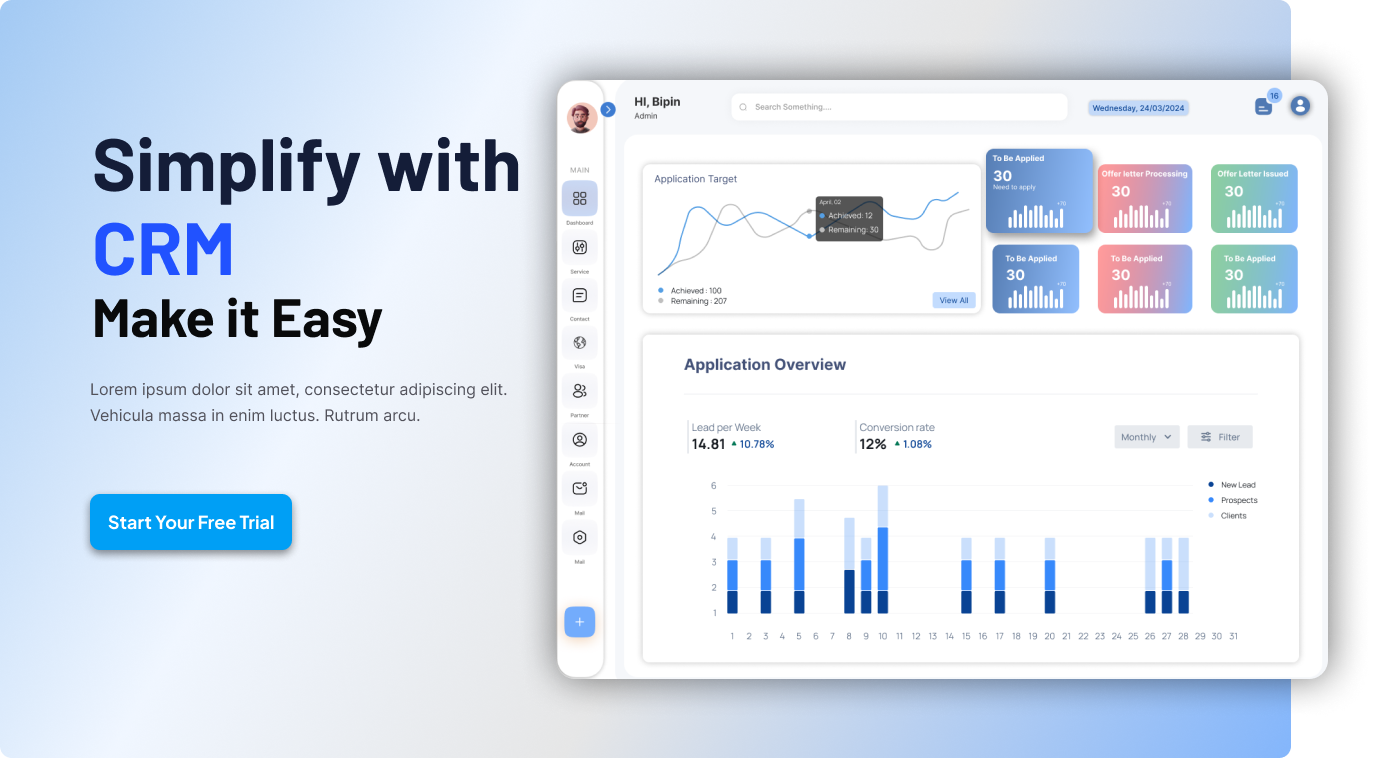 Simplify with
CRM
Make it Easy
Lorem ipsum dolor sit amet, consectetur adipiscing elit.
Vehicula massa in enim luctus. Rutrum arcu.
Start Your Free Trial
HI, Bipin
Admin
Search Something....
Wednesday, 24/03/2024
16
MAIN
Dashboard
Service
Contact
Visa
Partner
Account
Mail
Mail
+
Application Target
April, 02
Achieved: 12
Remaining: 30
Achieved : 100
Remaining : 207
View All
To Be Applied
30
Need to apply
+70
Offer letter Processing
30
+70
Offer Letter Issued
30
+70
To Be Applied
30
+70
To Be Applied
30
+70
To Be Applied
30
+70
Application Overview
Lead per Week
14.81 10.78%
Conversion rate
12% 1.08%
Monthly
Filter
New Lead
Prospects
Clients
6
5
4
3
2
1
1 2 3 4 5 6 7 8 9 10 11 12 13 14 15 16 17 18 19 20 21 22 23 24 25 26 27 28 29 30 31